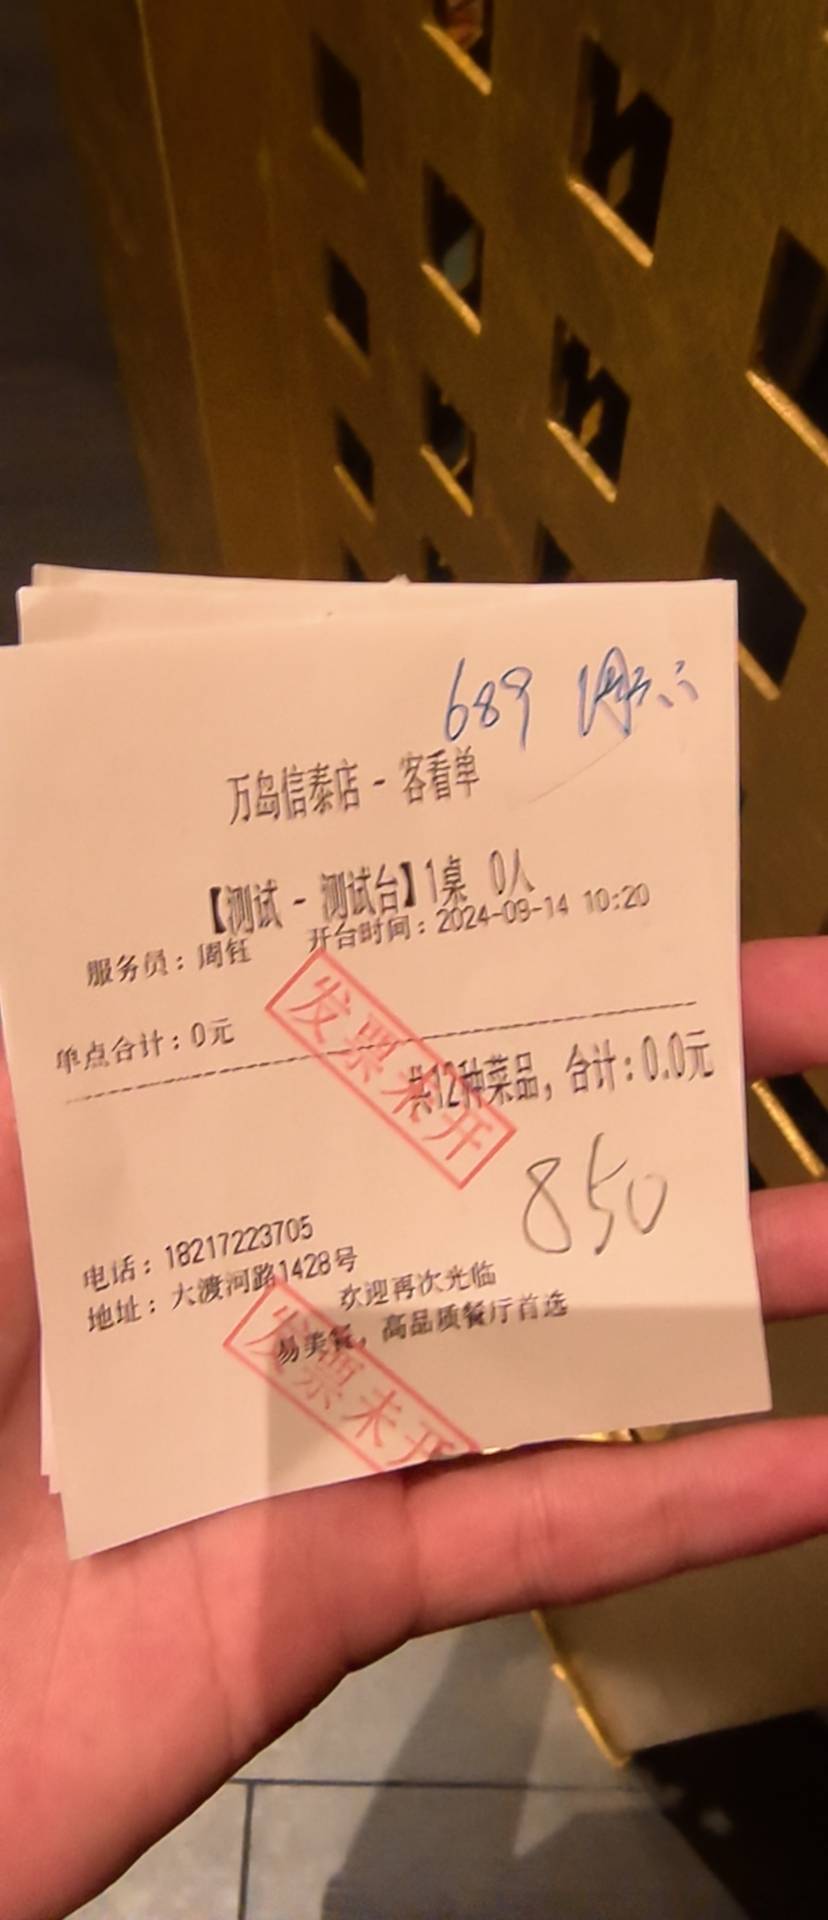 689
万岛信泰店 - 客看单
【测试 - 测试台】1桌 0人
服务员：周钰 开台时间：2024-09-14 10:20
单点合计：0元
共12种菜品，合计：0.0元
发票未开
850
电话：18217223705
地址：大渡河路1428号
欢迎再次光临
易美餐，高品质餐厅首选
发票未开